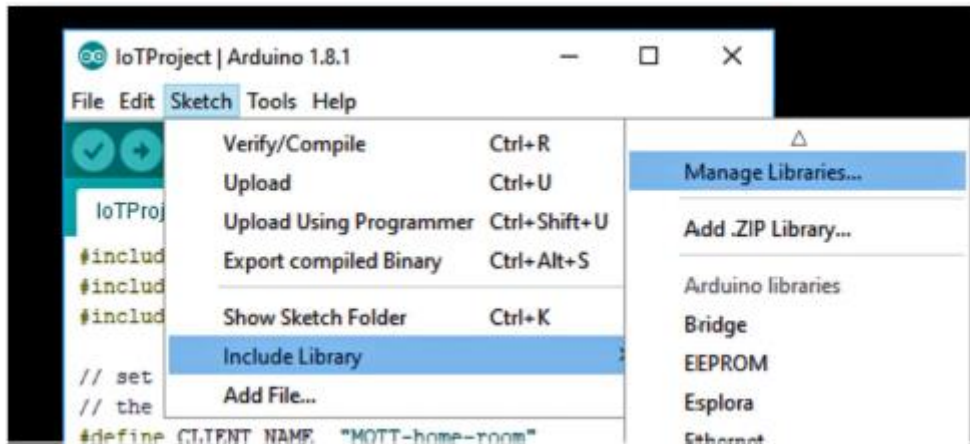 IoTProject | Arduino 1.8.1
File Edit Sketch Tools Help
Verify/Compile Ctrl+R
Upload Ctrl+U
Upload Using Programmer Ctrl+Shift+U
Export compiled Binary Ctrl+Alt+S
Show Sketch Folder Ctrl+K
Include Library
Add File...
Manage Libraries...
Add .ZIP Library...
Arduino libraries
Bridge
EEPROM
Esplora
Ethernet
IoTProj
#includ
#includ
#includ
// set
// the
#define CLIENT_NAME "MQTT-home-room"